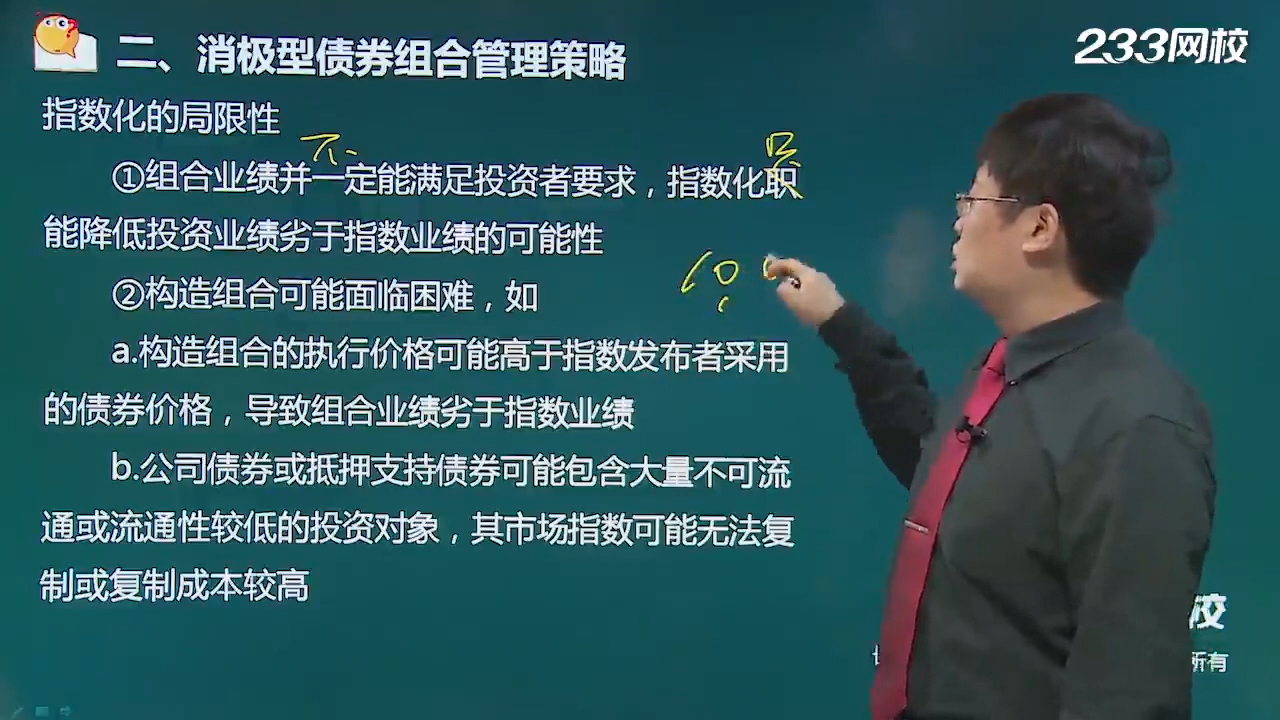 二、消极型债券组合管理策略
233网校
指数化的局限性
不
只
①组合业绩并一定能满足投资者要求，指数化职
能降低投资业绩劣于指数业绩的可能性
②构造组合可能面临困难，如
a.构造组合的执行价格可能高于指数发布者采用
的债券价格，导致组合业绩劣于指数业绩
b.公司债券或抵押支持债券可能包含大量不可流
通或流通性较低的投资对象，其市场指数可能无法复
制或复制成本较高
校
所有